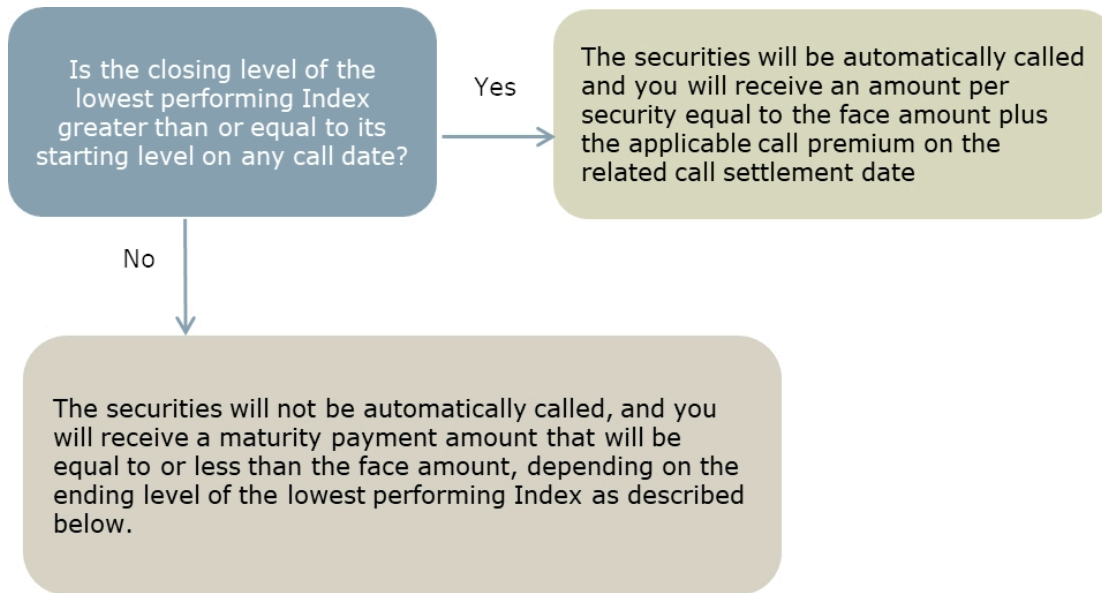 Is the closing level of the
lowest performing Index
greater than or equal to its
starting level on any call date?
Yes
The securities will be automatically called
and you will receive an amount per
security equal to the face amount plus
the applicable call premium on the
related call settlement date
No
The securities will not be automatically called, and you
will receive a maturity payment amount that will be
equal to or less than the face amount, depending on the
ending level of the lowest performing Index as described
below.